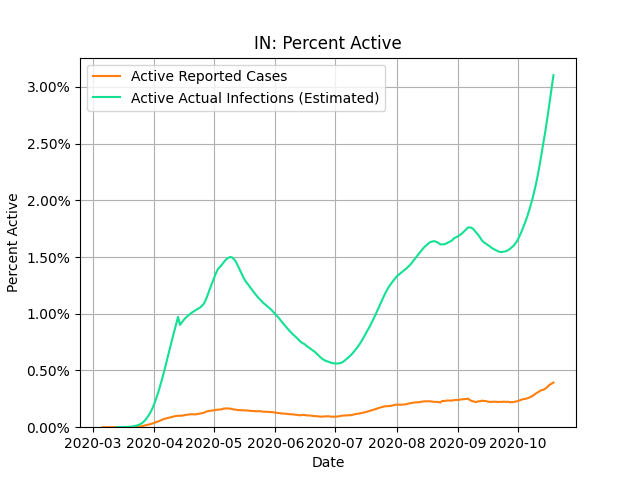 IN: Percent Active
Active Reported Cases
Active Actual Infections (Estimated)
3.00%
2.50%
2.00%
1.50%
1.00%
0.50%
0.00%
Percent Active
2020-03 2020-04 2020-05 2020-06 2020-07 2020-08 2020-09 2020-10
Date